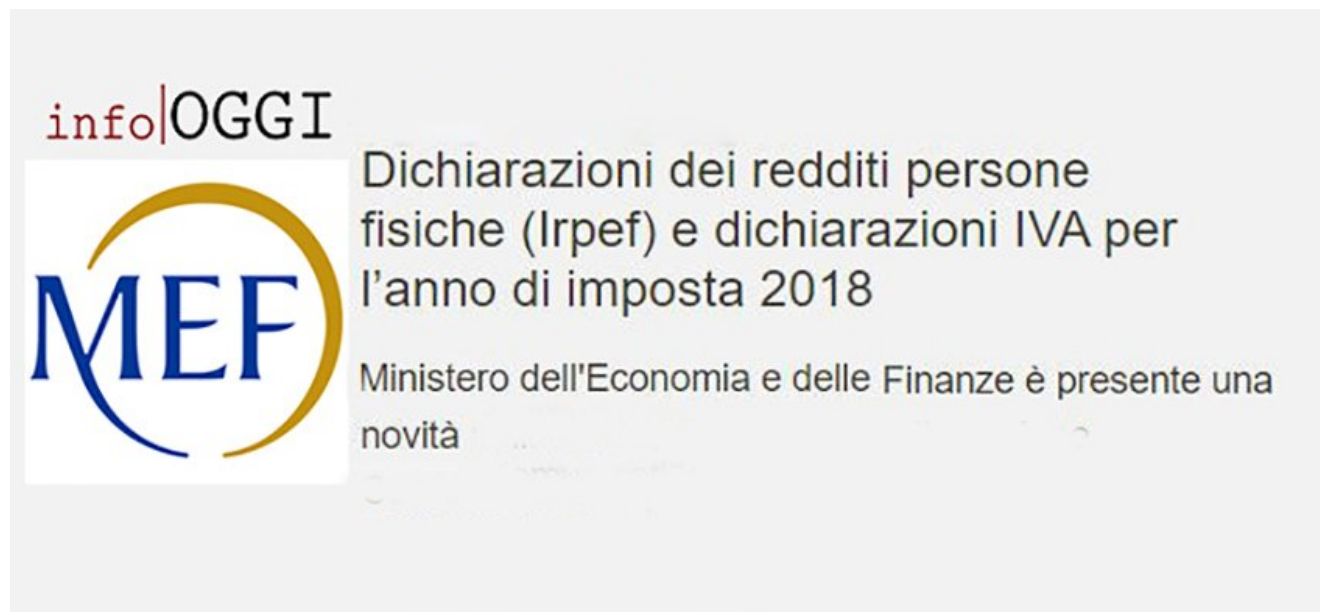 info|OGGI
MEF
Dichiarazioni dei redditi persone
fisiche (Irpef) e dichiarazioni IVA per
l’anno di imposta 2018
Ministero dell'Economia e delle Finanze è presente una
novità